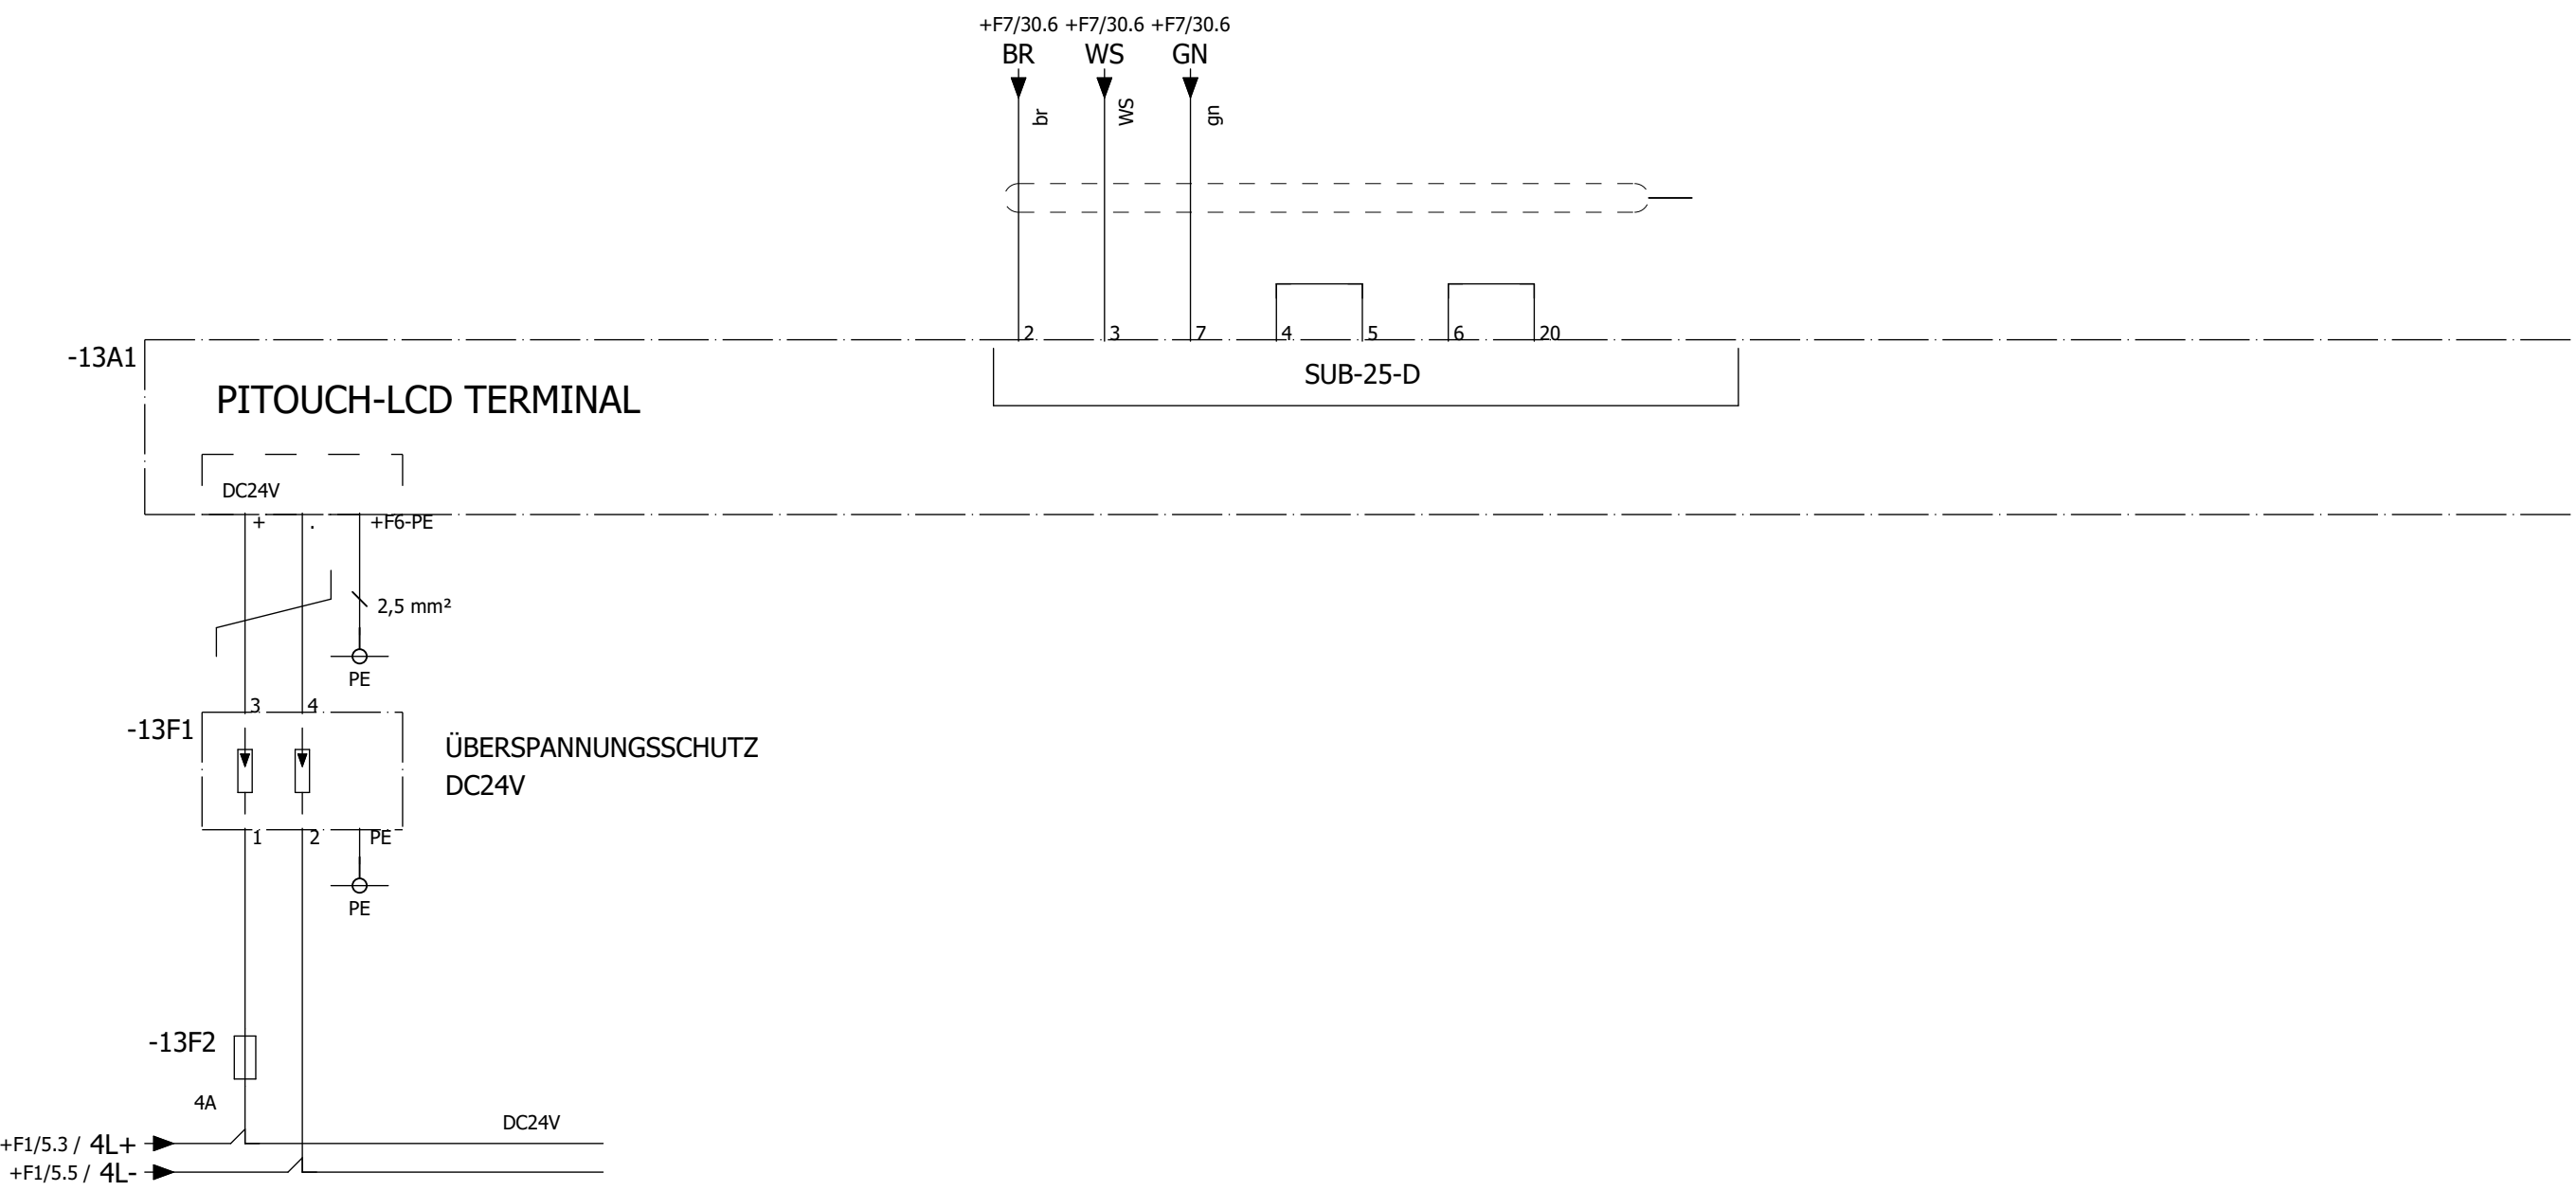 +F7/30.6 +F7/30.6 +F7/30.6
BR WS GN
br WS gn
2 3 7 4 5 6 20
-13A1
SUB-25-D
PITOUCH-LCD TERMINAL
DC24V
+ . +F6-PE
2,5 mm²
PE
3 4
-13F1
ÜBERSPANNUNGSSCHUTZ
DC24V
1 2 PE
PE
-13F2
4A
DC24V
+F1/5.3 / 4L+
+F1/5.5 / 4L-